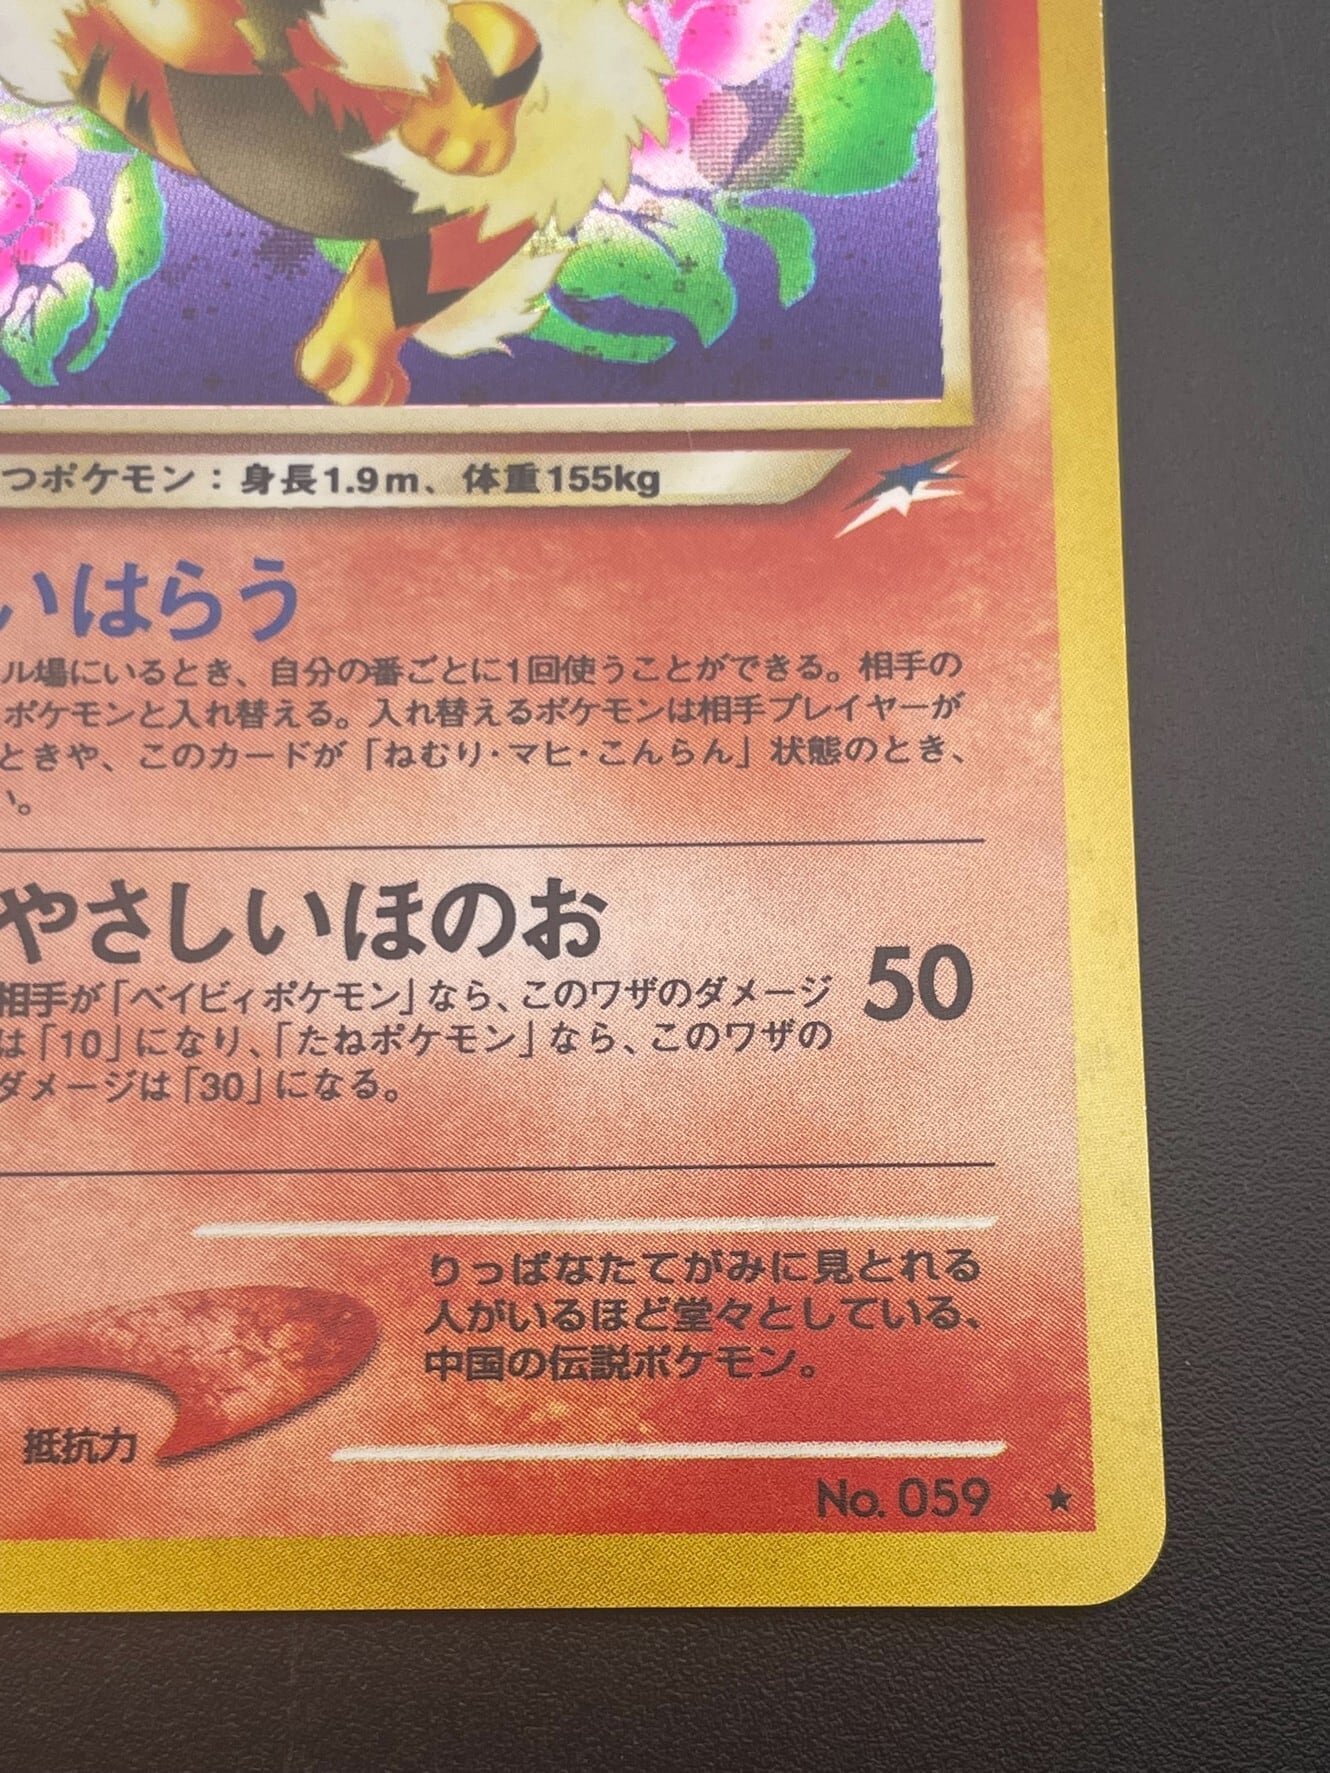 つポケモン：身長1.9m、体重155kg
いはらう
ル場にいるとき、自分の番ごとに1回使うことができる。相手の
ポケモンと入れ替える。入れ替えるポケモンは相手プレイヤーが
ときや、このカードが「ねむり・マヒ・こんらん」状態のとき、
い。
やさしいほのお
50
相手が「ベイビィポケモン」なら、このワザのダメージ
は「10」になり、「たねポケモン」なら、このワザの
ダメージは「30」になる。
りっぱなたてがみに見とれる
人がいるほど堂々としている、
中国の伝説ポケモン。
抵抗力
No. 059 ★